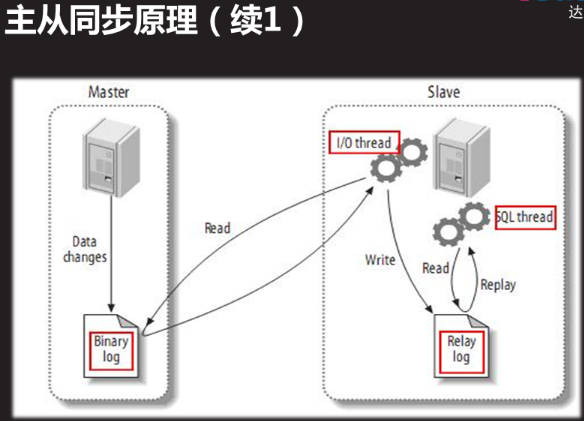 主从同步原理（续1）
达
Master
Slave
I/O thread
SQL thread
Data
changes
Read
Write
Read
Replay
Binary
log
Relay
log